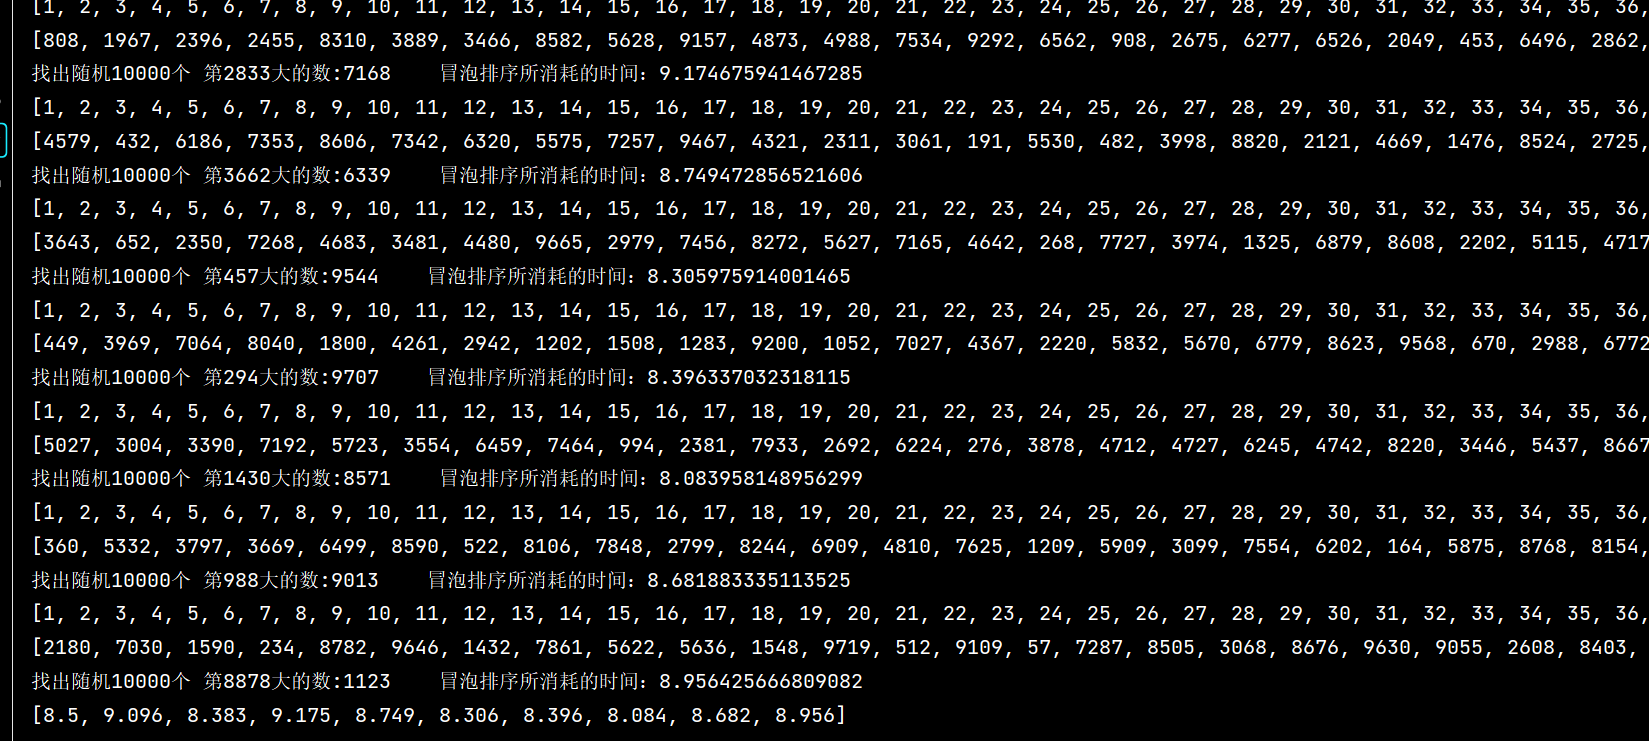 [1, 2, 3, 4, 5, 6, 7, 8, 9, 10, 11, 12, 13, 14, 15, 16, 17, 18, 19, 20, 21, 22, 23, 24, 25, 26, 27, 28, 29, 30, 31, 32, 33, 34, 35, 36,
[808, 1967, 2396, 2455, 8310, 3889, 3466, 8582, 5628, 9157, 4873, 4988, 7534, 9292, 6562, 908, 2675, 6277, 6526, 2049, 453, 6496, 2862,
找出随机10000个 第2833大的数:7168    冒泡排序所消耗的时间: 9.174675941467285
[1, 2, 3, 4, 5, 6, 7, 8, 9, 10, 11, 12, 13, 14, 15, 16, 17, 18, 19, 20, 21, 22, 23, 24, 25, 26, 27, 28, 29, 30, 31, 32, 33, 34, 35, 36,
[4579, 432, 6186, 7353, 8606, 7342, 6320, 5575, 7257, 9467, 4321, 2311, 3061, 191, 5530, 482, 3998, 8820, 2121, 4669, 1476, 8524, 2725,
找出随机10000个 第3662大的数:6339    冒泡排序所消耗的时间: 8.749472856521606
[1, 2, 3, 4, 5, 6, 7, 8, 9, 10, 11, 12, 13, 14, 15, 16, 17, 18, 19, 20, 21, 22, 23, 24, 25, 26, 27, 28, 29, 30, 31, 32, 33, 34, 35, 36,
[3643, 652, 2350, 7268, 4683, 3481, 4480, 9665, 2979, 7456, 8272, 5627, 7165, 4642, 268, 7727, 3974, 1325, 6879, 8608, 2202, 5115, 4717
找出随机10000个 第457大的数:9544    冒泡排序所消耗的时间: 8.305975914001465
[1, 2, 3, 4, 5, 6, 7, 8, 9, 10, 11, 12, 13, 14, 15, 16, 17, 18, 19, 20, 21, 22, 23, 24, 25, 26, 27, 28, 29, 30, 31, 32, 33, 34, 35, 36,
[449, 3969, 7064, 8040, 1800, 4261, 2942, 1202, 1508, 1283, 9200, 1052, 7027, 4367, 2220, 5832, 5670, 6779, 8623, 9568, 670, 2988, 6772
找出随机10000个 第294大的数:9707    冒泡排序所消耗的时间: 8.396337032318115
[1, 2, 3, 4, 5, 6, 7, 8, 9, 10, 11, 12, 13, 14, 15, 16, 17, 18, 19, 20, 21, 22, 23, 24, 25, 26, 27, 28, 29, 30, 31, 32, 33, 34, 35, 36,
[5027, 3004, 3390, 7192, 5723, 3554, 6459, 7464, 994, 2381, 7933, 2692, 6224, 276, 3878, 4712, 4727, 6245, 4742, 8220, 3446, 5437, 8667
找出随机10000个 第1430大的数:8571    冒泡排序所消耗的时间: 8.083958148956299
[1, 2, 3, 4, 5, 6, 7, 8, 9, 10, 11, 12, 13, 14, 15, 16, 17, 18, 19, 20, 21, 22, 23, 24, 25, 26, 27, 28, 29, 30, 31, 32, 33, 34, 35, 36,
[360, 5332, 3797, 3669, 6499, 8590, 522, 8106, 7848, 2799, 8244, 6909, 4810, 7625, 1209, 5909, 3099, 7554, 6202, 164, 5875, 8768, 8154,
找出随机10000个 第988大的数:9013    冒泡排序所消耗的时间: 8.681883335113525
[1, 2, 3, 4, 5, 6, 7, 8, 9, 10, 11, 12, 13, 14, 15, 16, 17, 18, 19, 20, 21, 22, 23, 24, 25, 26, 27, 28, 29, 30, 31, 32, 33, 34, 35, 36,
[2180, 7030, 1590, 234, 8782, 9646, 1432, 7861, 5622, 5636, 1548, 9719, 512, 9109, 57, 7287, 8505, 3068, 8676, 9630, 9055, 2608, 8403,
找出随机10000个 第8878大的数:1123    冒泡排序所消耗的时间: 8.956425666809082
[8.5, 9.096, 8.383, 9.175, 8.749, 8.306, 8.396, 8.084, 8.682, 8.956]